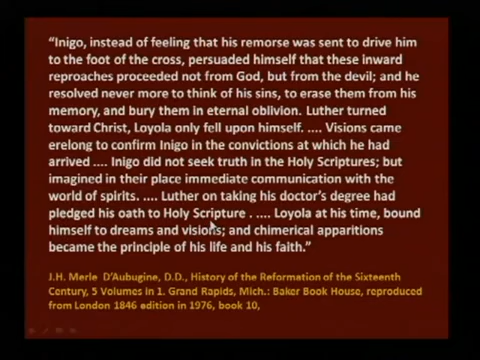 “Inigo, instead of feeling that his remorse was sent to drive him
to the foot of the cross, persuaded himself that these inward
reproaches proceeded not from God, but from the devil; and he
resolved never more to think of his sins, to erase them from his
memory, and bury them in eternal oblivion. Luther turned
toward Christ, Loyola only fell upon himself. .... Visions came
erelong to confirm Inigo in the convictions at which he had
arrived .... Inigo did not seek truth in the Holy Scriptures; but
imagined in their place immediate communication with the
world of spirits. .... Luther on taking his doctor’s degree had
pledged his oath to Holy Scripture . .... Loyola at his time, bound
himself to dreams and visions; and chimerical apparitions
became the principle of his life and his faith.”
J.H. Merle D’Aubugine, D.D., History of the Reformation of the Sixteenth
Century, 5 Volumes in 1. Grand Rapids, Mich.: Baker Book House, reproduced
from London 1846 edition in 1976, book 10,